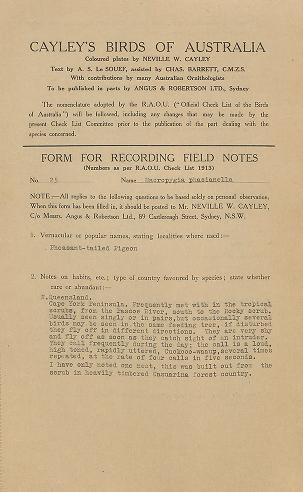 CAYLEY'S BIRDS OF AUSTRALIA
Coloured plates by NEVILLE W. CAYLEY
Text by A. S. Le SOUEF, assisted by CHAS. BARRETT, C.M.Z.S.
With contributions by many Australian Ornithologists
To be published in parts by ANGUS & ROBERTSON LTD., Sydney
The nomenclature adopted by the R.A.O.U. ("Official Check List of the Birds
of Australia") will be followed, including any changes that may be made by the
present Check List Committee prior to the publication of the part dealing with the
species concerned.
FORM FOR RECORDING FIELD NOTES
(Numbers as per R.A.O.U. Check List 1913)
No. 25 Name Macropygia phasianella
NOTE:—All replies to the following questions to be based solely on personal observation.
When this form has been filled in, it should be posted to Mr. NEVILLE W. CAYLEY,
C/o Messrs. Angus & Robertson Ltd., 89 Castlereagh Street, Sydney, N.S.W.
1. Vernacular or popular names, stating localities where used:—
Pheasant-tailed Pigeon
2. Notes on habits, etc.; type of country favoured by species; state whether
rare or abundant:—
N.Queensland.
Cape York Peninsula. Frequently met with in the tropical
scrubs, from the Pascoe River, south to the Rocky scrub.
Usually seen singly or in pairs, but occasionally several
birds may be seen in the same feeding tree, if disturbed
they fly off in different directions. They are very shy
and fly off as soon as they catch sight of an intruder.
They call frequently during the day; the call is a loud,
high toned, rapidly uttered, several times
repeated, at the rate of four calls in five seconds.
I have only noted one nest, this was built out from the
scrub in heavily timbered Casuarina forest country.